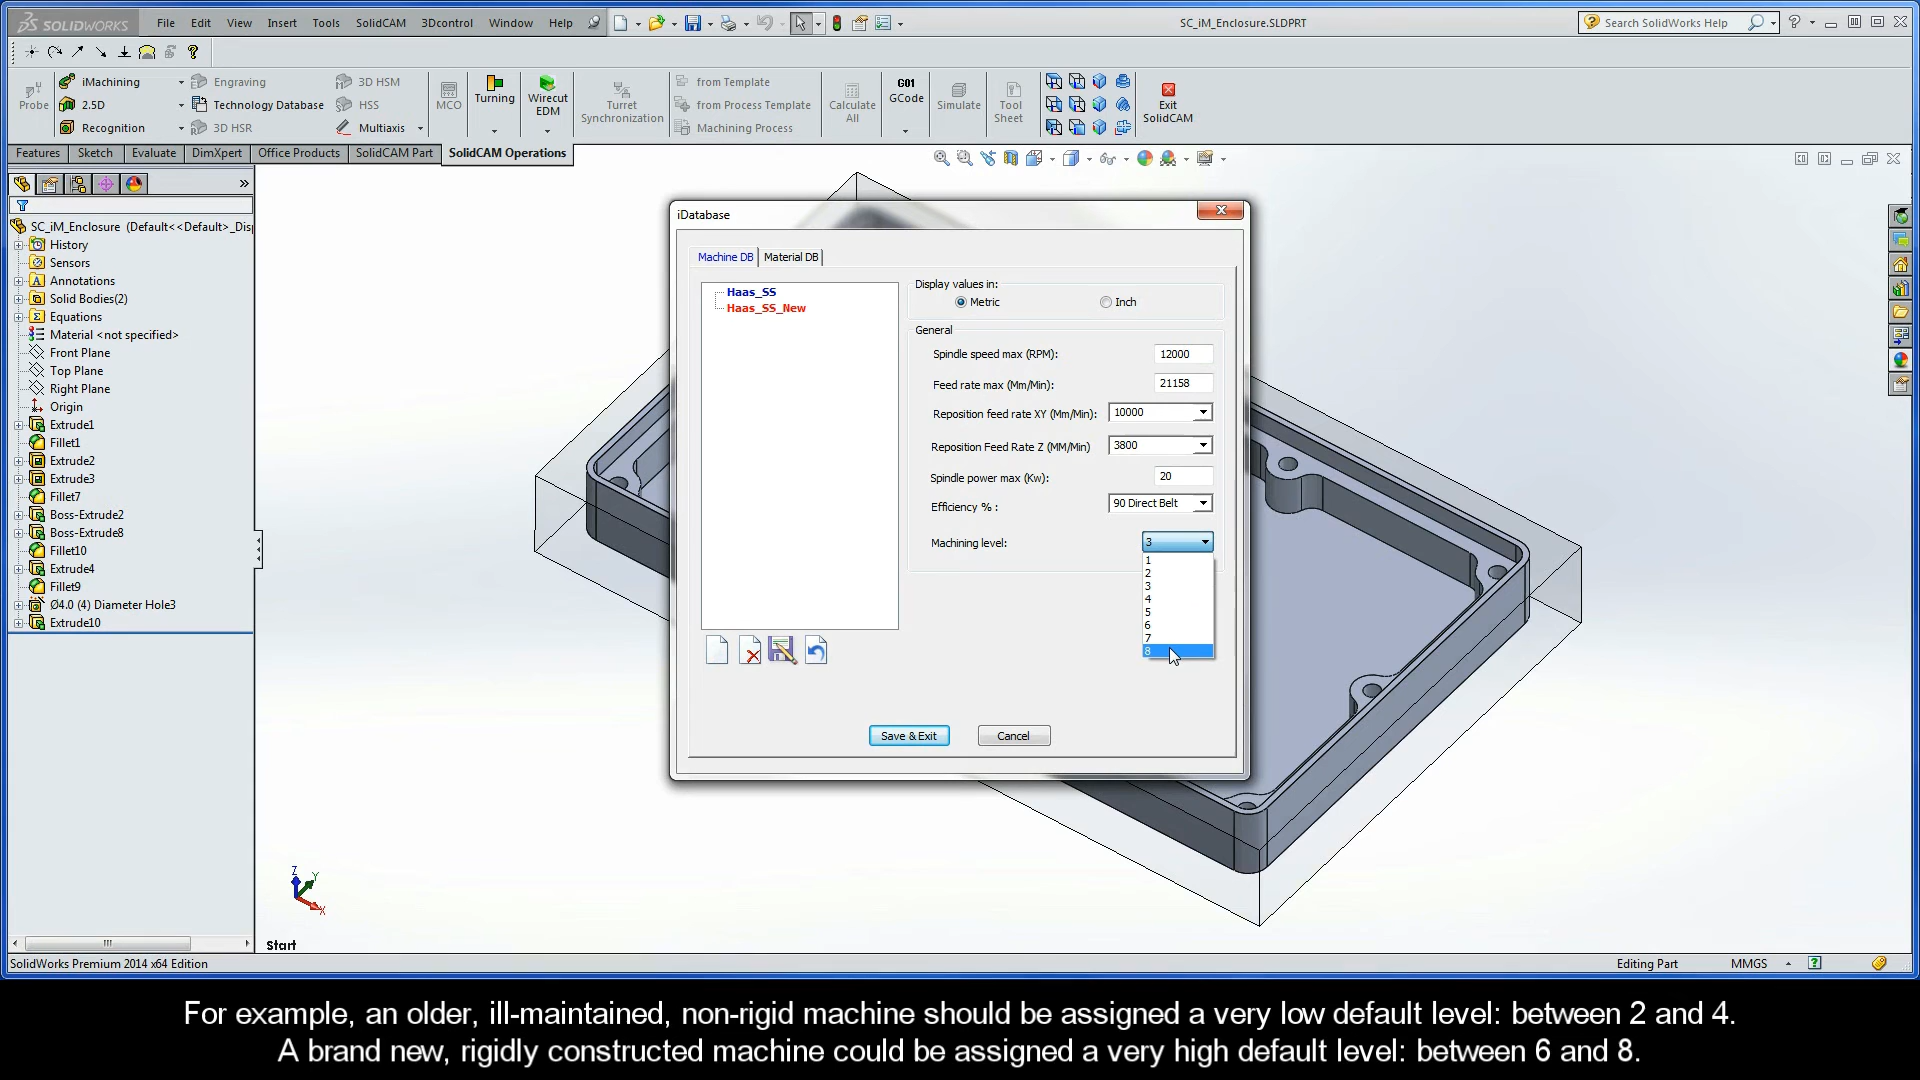 SOLIDWORKS File Edit View Insert Tools SolidCAM 3Dcontrol Window Help SC_iM_Enclosure.SLDPRT Search SolidWorks Help
iMachining Engraving 3D HSM from Template
Probe 2.5D Technology Database HSS MCO Turning Wirecut EDM Turret Synchronization from Process Template Calculate All G01 GCode Simulate Tool Sheet Exit SolidCAM
Recognition 3D HSR Multiaxis Machining Process
Features Sketch Evaluate DimXpert Office Products SolidCAM Part SolidCAM Operations
SC_iM_Enclosure (Default<<Default>_Disp
History
Sensors
Annotations
Solid Bodies(2)
Equations
Material <not specified>
Front Plane
Top Plane
Right Plane
Origin
Extrude1
Fillet1
Extrude2
Extrude3
Fillet7
Boss-Extrude2
Boss-Extrude8
Fillet10
Extrude4
Fillet9
Ø4.0 (4) Diameter Hole3
Extrude10
iDatabase
Machine DB Material DB
Haas_SS
Haas_SS_New
Display values in:
Metric Inch
General
Spindle speed max (RPM): 12000
Feed rate max (Mm/Min): 21158
Reposition feed rate XY (Mm/Min): 10000
Reposition Feed Rate Z (MM/Min) 3800
Spindle power max (Kw): 20
Efficiency % : 90 Direct Belt
Machining level: 3
1
2
3
4
5
6
7
8
Save & Exit Cancel
Z
Y
X
Start
SolidWorks Premium 2014 x64 Edition Editing Part MMGS
For example, an older, ill-maintained, non-rigid machine should be assigned a very low default level: between 2 and 4.
A brand new, rigidly constructed machine could be assigned a very high default level: between 6 and 8.